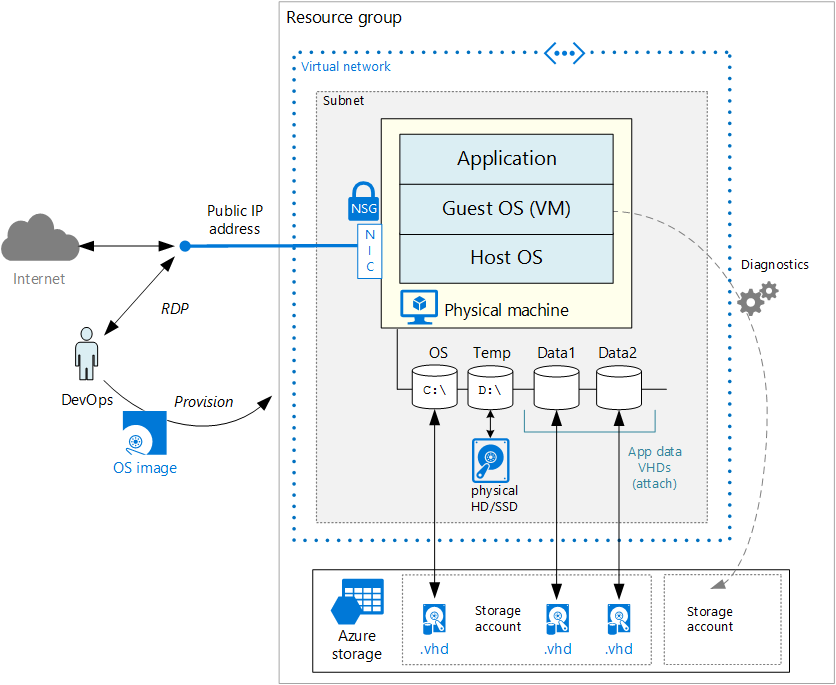 Resource group
Virtual network
Subnet
Application
Guest OS (VM)
Host OS
Physical machine
NSG
N
I
C
Public IP
address
Internet
RDP
DevOps
Provision
OS image
Diagnostics
OS
Temp
Data1
Data2
C:\
D:\
physical
HD/SSD
App data
VHDs
(attach)
Azure
storage
.vhd
Storage
account
.vhd
.vhd
Storage
account